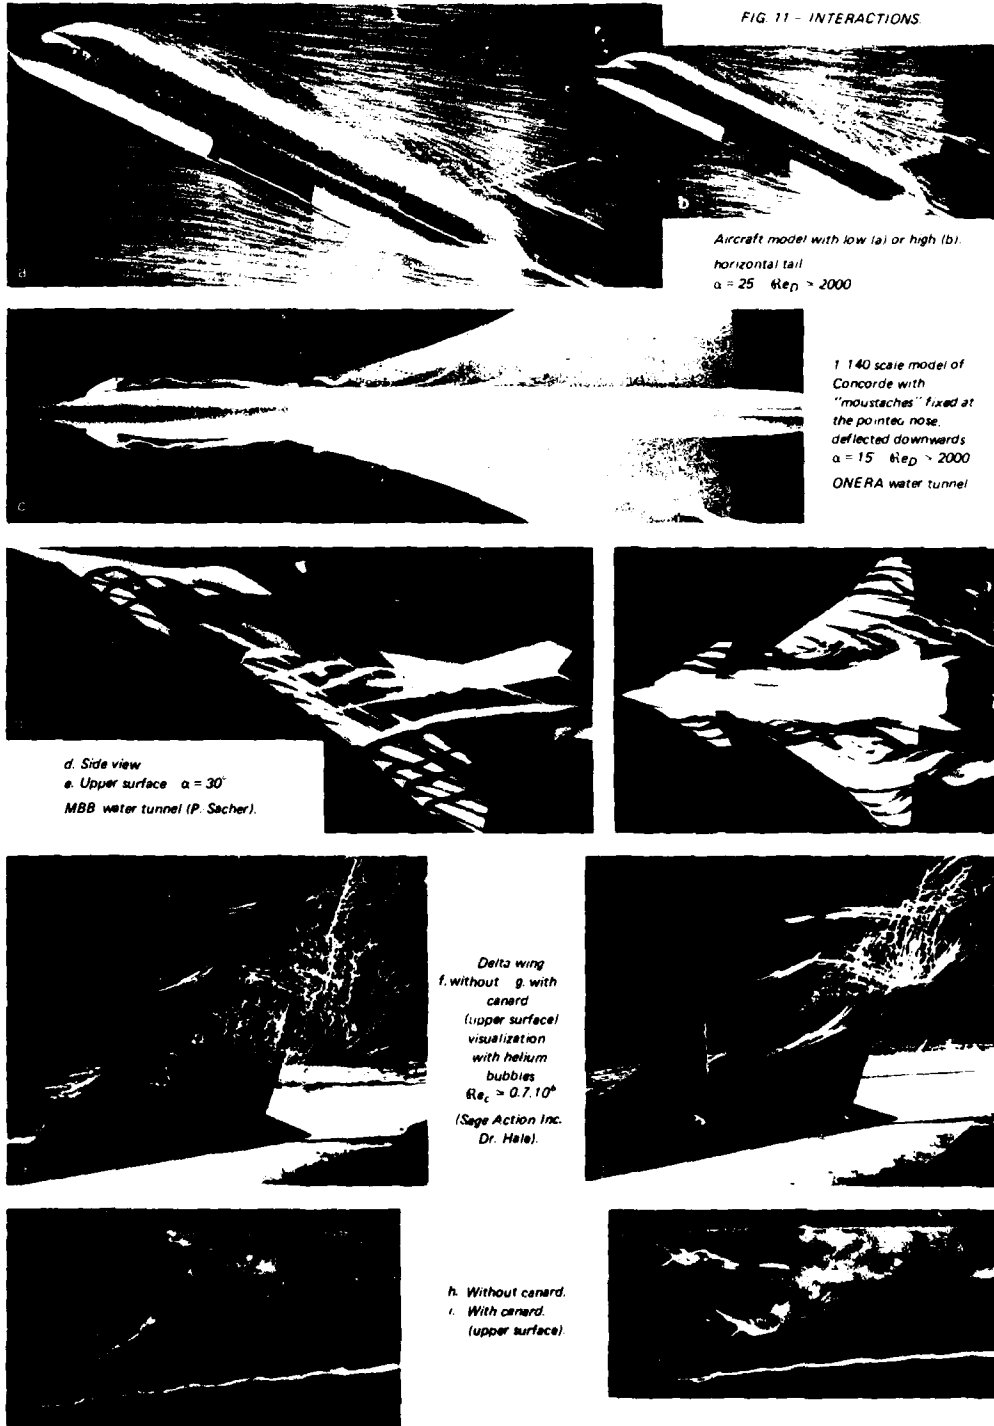 FIG. 11 - INTERACTIONS.
a
b
Aircraft model with low (a) or high (b).
horizontal tail
α = 25 ReD > 2000
c
1 140 scale model of
Concorde with
"moustaches" fixed at
the pointed nose,
deflected downwards
α = 15 ReD > 2000
ONERA water tunnel
d. Side view
e. Upper surface α = 30°
MBB water tunnel (P. Sacher).
Delta wing
f. without g. with
canard
(upper surface)
visualization
with helium
bubbles
Rec > 0.7.10⁶
(Sage Action Inc.
Dr. Hale).
h. Without canard.
i. With canard.
(upper surface).